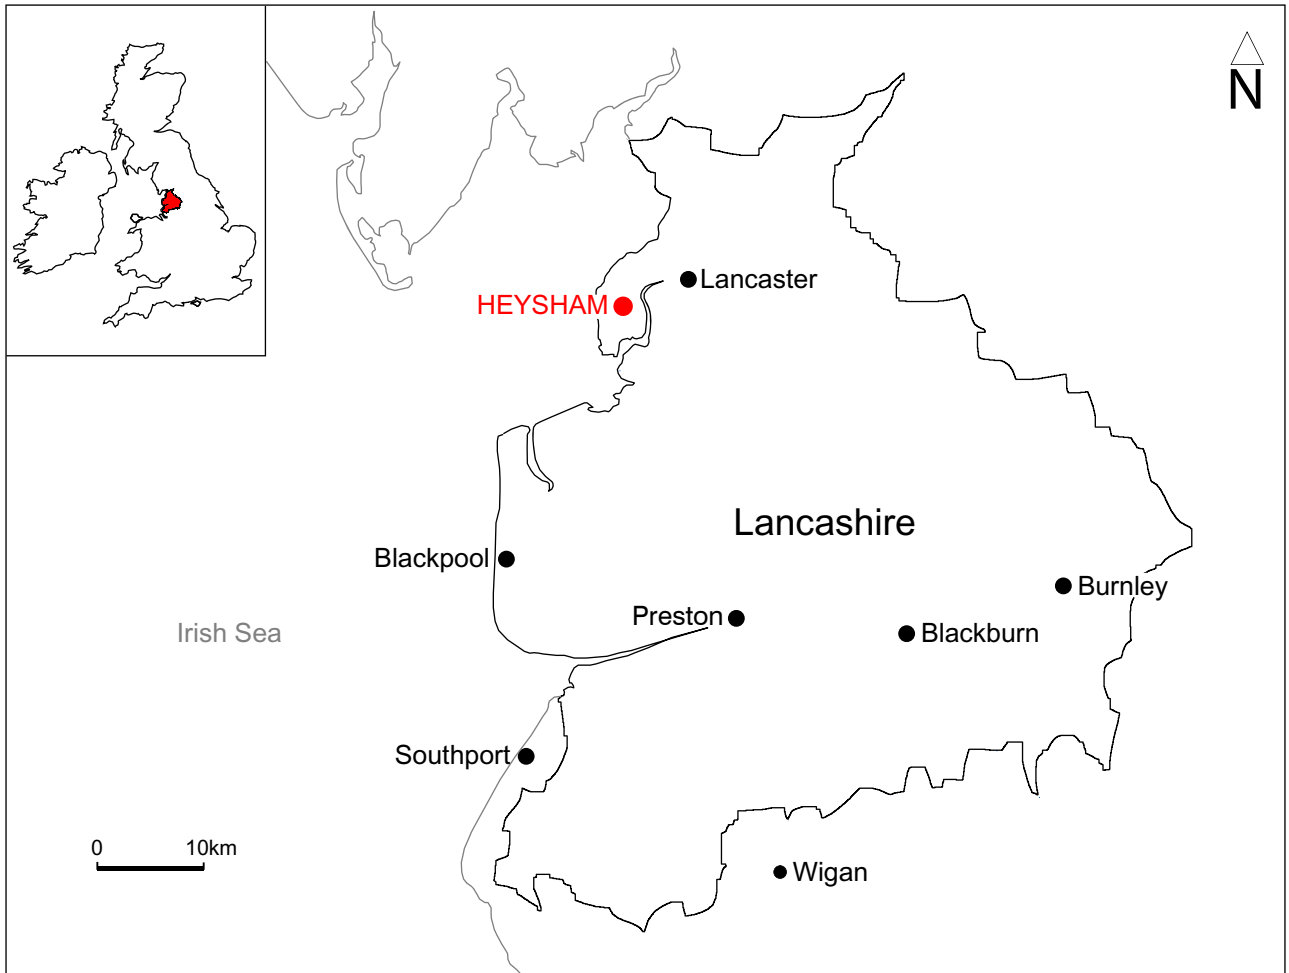 N
Lancaster
HEYSHAM
Lancashire
Blackpool
Burnley
Preston
Blackburn
Irish Sea
Southport
0 10km
Wigan